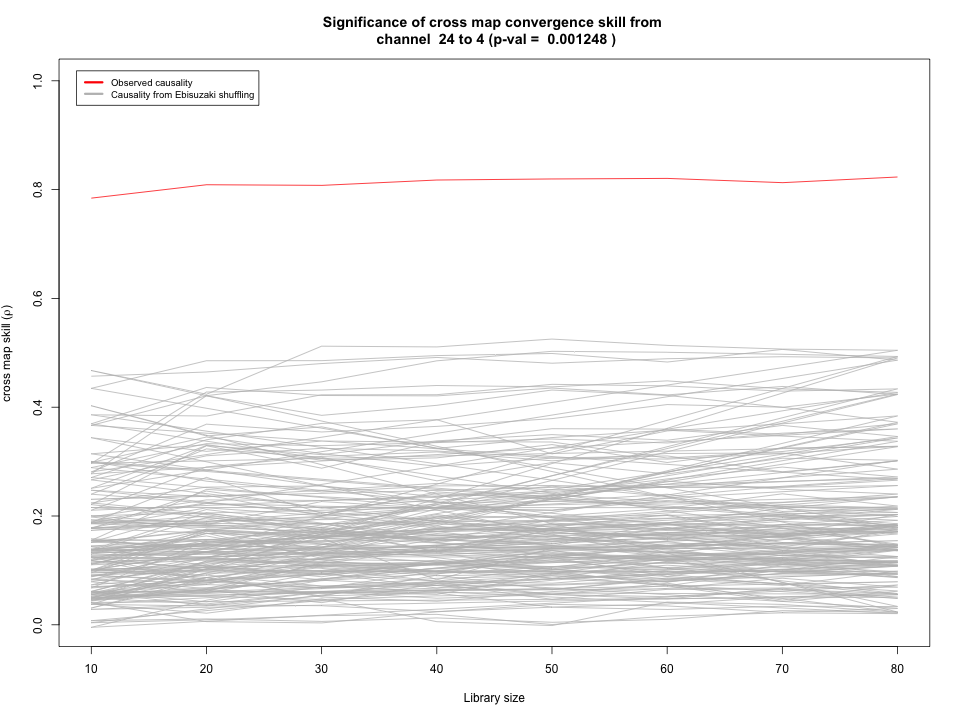 Significance of cross map convergence skill from
channel  24 to 4 (p-val =  0.001248 )
Observed causality
Causality from Ebisuzaki shuffling
cross map skill (ρ)
1.0
0.8
0.6
0.4
0.2
0.0
10 20 30 40 50 60 70 80
Library size